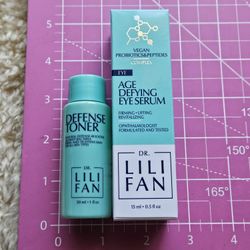 VEGAN
PROBIOTICS&PEPTIDES
COMPLEX
EYE
AGE
DEFYING
EYE SERUM
FIRMING • LIFTING
REVITALIZING
OPHTHALMOLOGIST
FORMULATED AND TESTED
DR.
LILI
FAN
15 ml • 0.5 fl oz
DEFENSE
TONER
DR.
LILI
FAN
30 ml • 1 fl oz
165°
135°